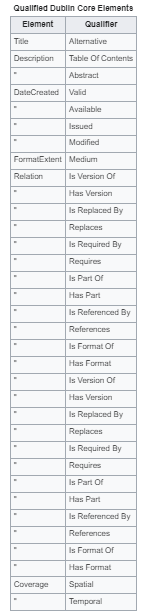 Qualified Dublin Core Elements
Element Qualifier
Title Alternative
Description Table Of Contents
" Abstract
DateCreated Valid
" Available
" Issued
" Modified
FormatExtent Medium
Relation Is Version Of
" Has Version
" Is Replaced By
" Replaces
" Is Required By
" Requires
" Is Part Of
" Has Part
" Is Referenced By
" References
" Is Format Of
" Has Format
" Is Version Of
" Has Version
" Is Replaced By
" Replaces
" Is Required By
" Requires
" Is Part Of
" Has Part
" Is Referenced By
" References
" Is Format Of
" Has Format
Coverage Spatial
" Temporal